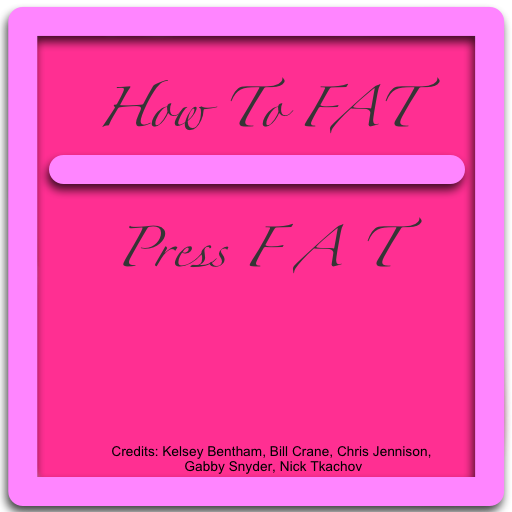 How To FAT
Press F A T
Credits: Kelsey Bentham, Bill Crane, Chris Jennison,
Gabby Snyder, Nick Tkachov